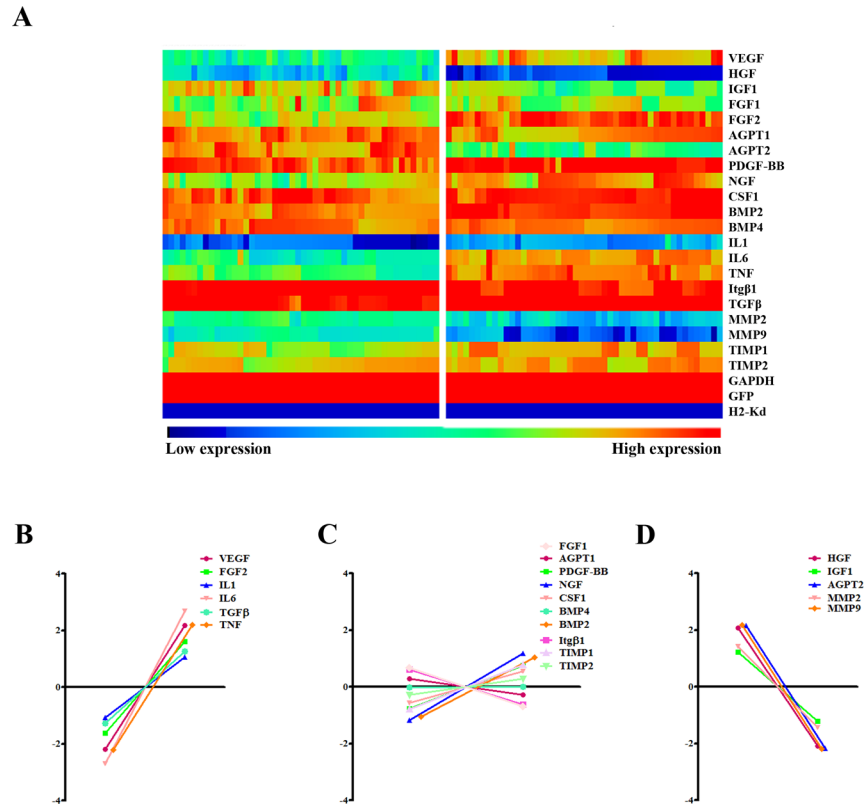 A
VEGF
HGF
IGF1
FGF1
FGF2
AGPT1
AGPT2
PDGF-BB
NGF
CSF1
BMP2
BMP4
IL1
IL6
TNF
Itgβ1
TGFβ
MMP2
MMP9
TIMP1
TIMP2
GAPDH
GFP
H2-Kd
Low expression High expression
B
VEGF
FGF2
IL1
IL6
TGFβ
TNF
4
2
0
-2
-4
C
FGF1
AGPT1
PDGF-BB
NGF
CSF1
BMP4
BMP2
Itgβ1
TIMP1
TIMP2
4
2
0
-2
-4
D
HGF
IGF1
AGPT2
MMP2
MMP9
4
2
0
-2
-4